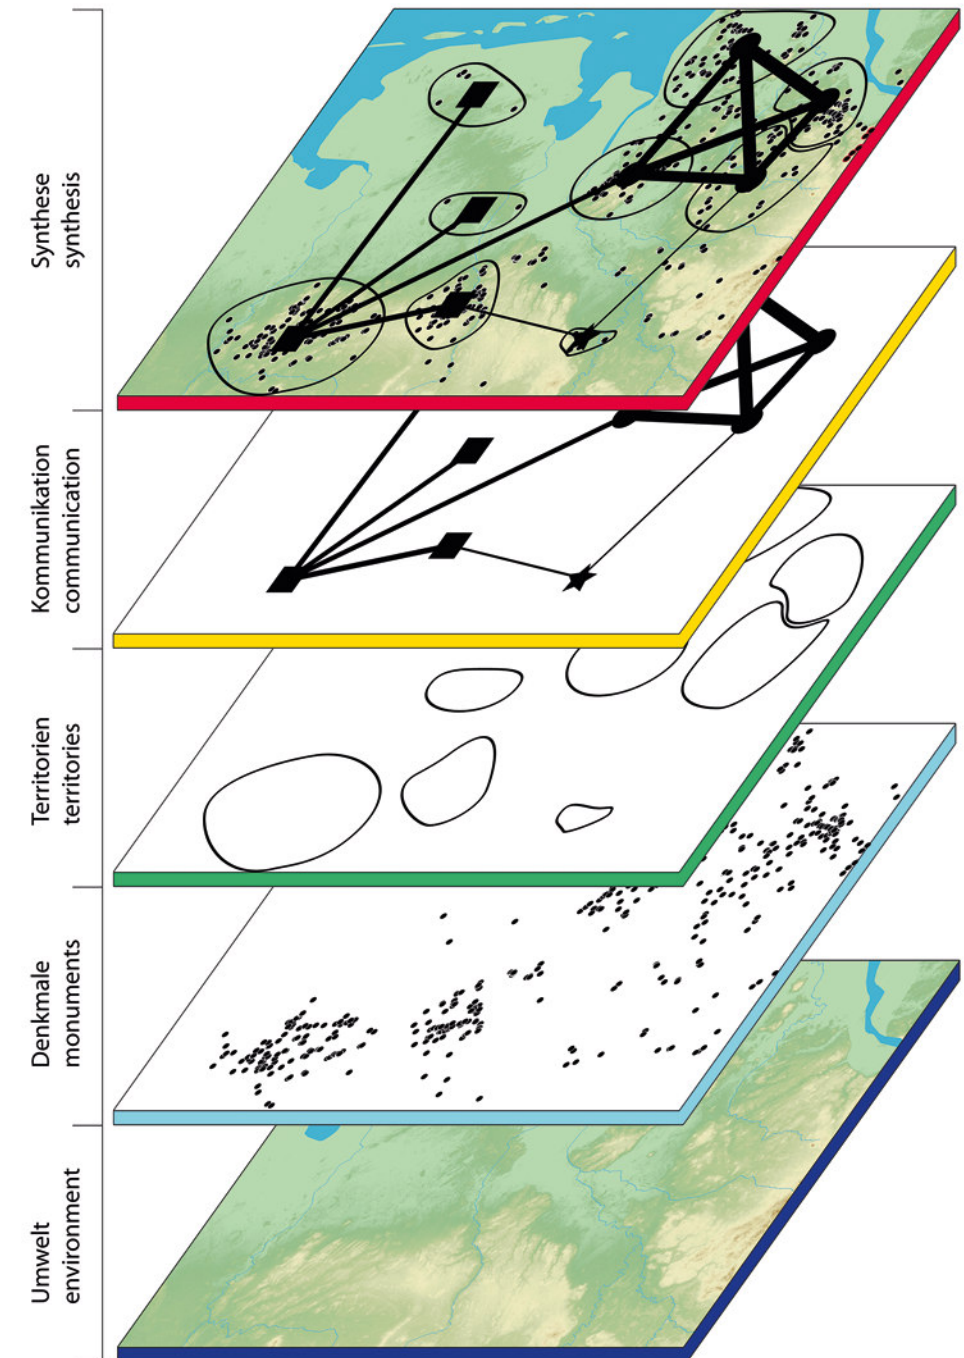 Synthese
synthesis
Kommunikation
communication
Territorien
territories
Denkmale
monuments
Umwelt
environment